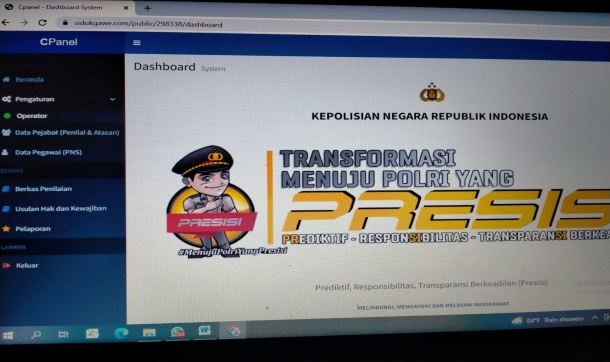 Cpanel - Dashboard System
sidukgawe.com/public/298338/dashboard
CPanel
Dashboard System
Beranda
Pengaturan
Operator
Data Pejabat (Penilai & Atasan)
Data Pegawai (PNS)
BERKAS
Berkas Penilaian
Usulan Hak dan Kewajiban
Pelaporan
LAINNYA
Keluar
KEPOLISIAN NEGARA REPUBLIK INDONESIA
TRANSFORMASI
MENUJU POLRI YANG
PRESIS
PRESISI
PREDIKTIF - RESPONSIBILITAS - TRANSPARANSI BERKEA
#MenujuPolriYangPresisi
Prediktif, Responsibilitas, Transparansi Berkeadilan (Presisi)
MELINDUNGI, MENGAYOMI DAN MELAYANI MASYARAKAT
84°F Rain showers